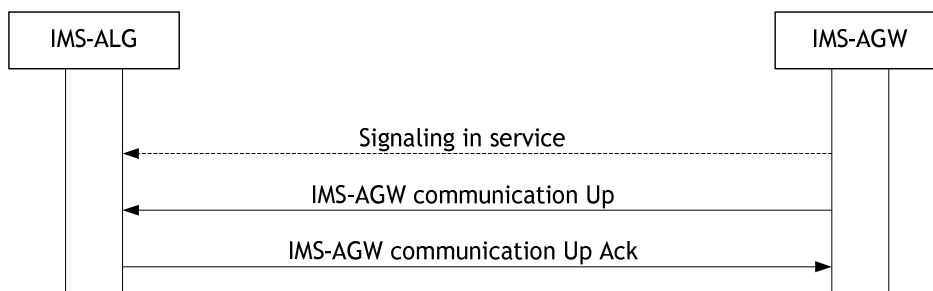 IMS-ALG
IMS-AGW
Signaling in service
IMS-AGW communication Up
IMS-AGW communication Up Ack